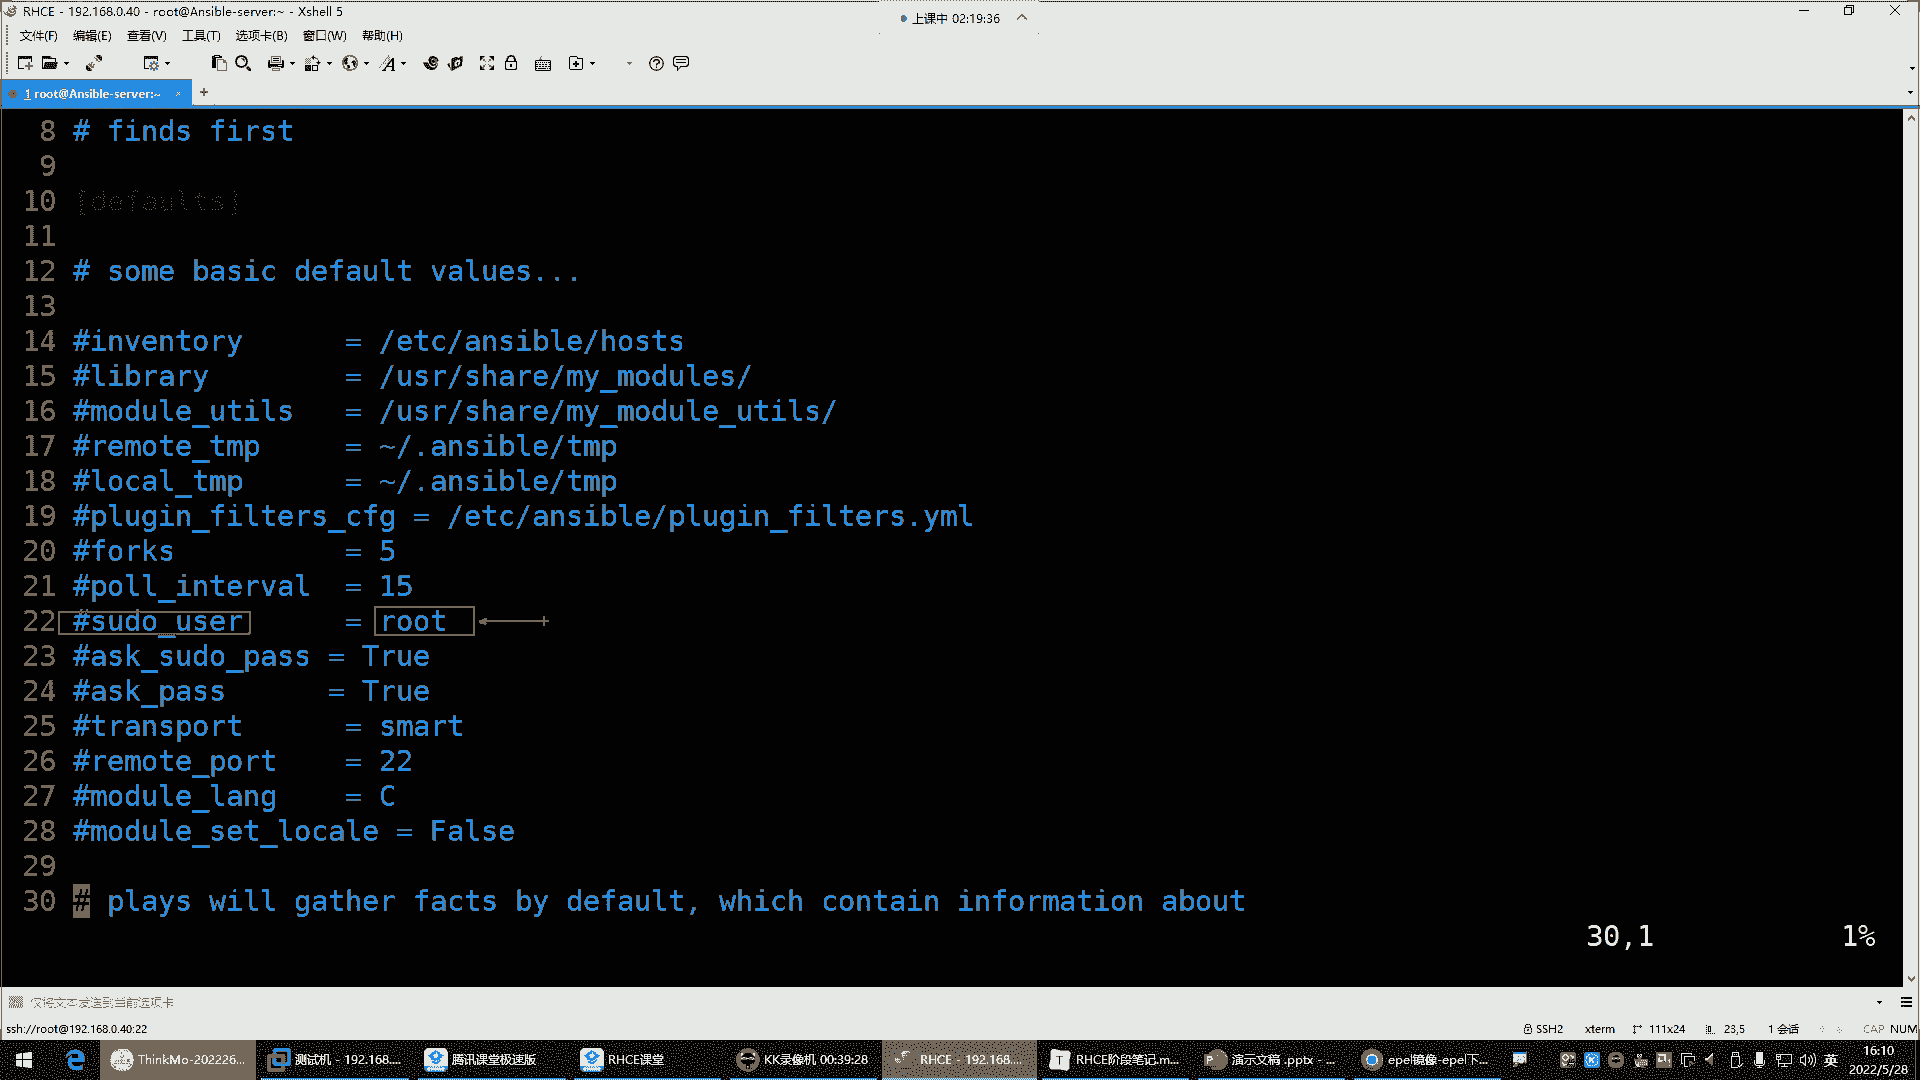 RHCE - 192.168.0.40 - root@Ansible-server:~ - Xshell 5
上课中 02:19:36
文件(F) 编辑(E) 查看(V) 工具(T) 选项卡(B) 窗口(W) 帮助(H)
1 root@Ansible-server:~
8 # finds first
9
10 [defaults]
11
12 # some basic default values...
13
14 #inventory      = /etc/ansible/hosts
15 #library        = /usr/share/my_modules/
16 #module_utils   = /usr/share/my_module_utils/
17 #remote_tmp     = ~/.ansible/tmp
18 #local_tmp      = ~/.ansible/tmp
19 #plugin_filters_cfg = /etc/ansible/plugin_filters.yml
20 #forks          = 5
21 #poll_interval  = 15
22 #sudo_user      = root
23 #ask_sudo_pass = True
24 #ask_pass      = True
25 #transport      = smart
26 #remote_port    = 22
27 #module_lang    = C
28 #module_set_locale = False
29
30 # plays will gather facts by default, which contain information about
30,1 1%
仅将文本发送到当前选项卡
ssh://root@192.168.0.40:22 SSH2 xterm 111x24 23,5 1 会话 CAP NUM
ThinkMo-202226... 测试机 - 192.168.... 腾讯课堂极速版 RHCE课堂 KK录像机 00:39:28 RHCE - 192.168.... RHCE阶段笔记.m... 演示文稿 .pptx - ... epel镜像-epel下... 英 16:10
2022/5/28